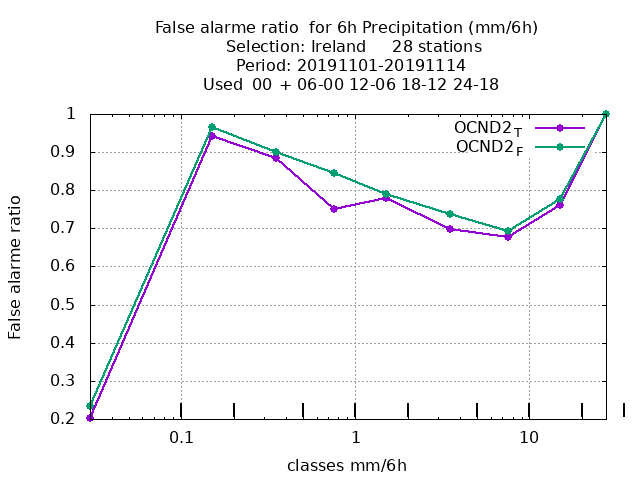 False alarme ratio  for 6h Precipitation (mm/6h)
Selection: Ireland     28 stations
Period: 20191101-20191114
Used  00  + 06-00 12-06 18-12 24-18
OCND2T
OCND2F
1
0.9
0.8
0.7
0.6
0.5
0.4
0.3
0.2
False alarme ratio
0.1
1
10
classes mm/6h